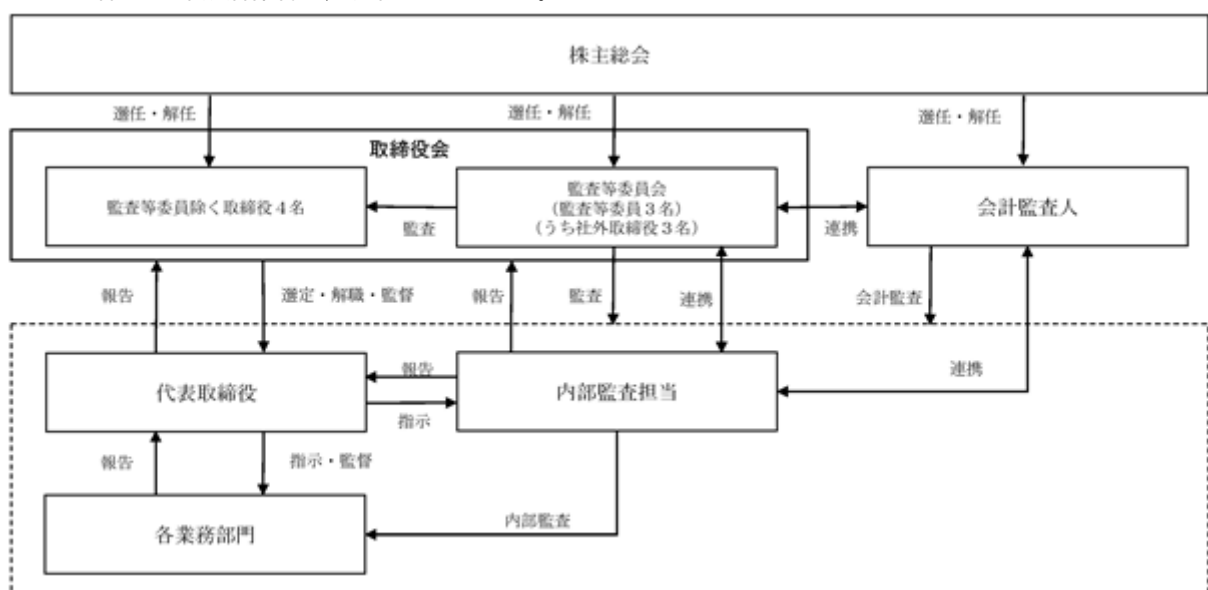 株主総会
選任・解任
選任・解任
選任・解任
取締役会
監査等委員除く取締役4名
監査
監査等委員会
(監査等委員3名)
(うち社外取締役3名)
連携
会計監査人
報告
選定・解職・監督
報告
監査
連携
会計監査
代表取締役
報告
指示
内部監査担当
連携
報告
指示・監督
各業務部門
内部監査